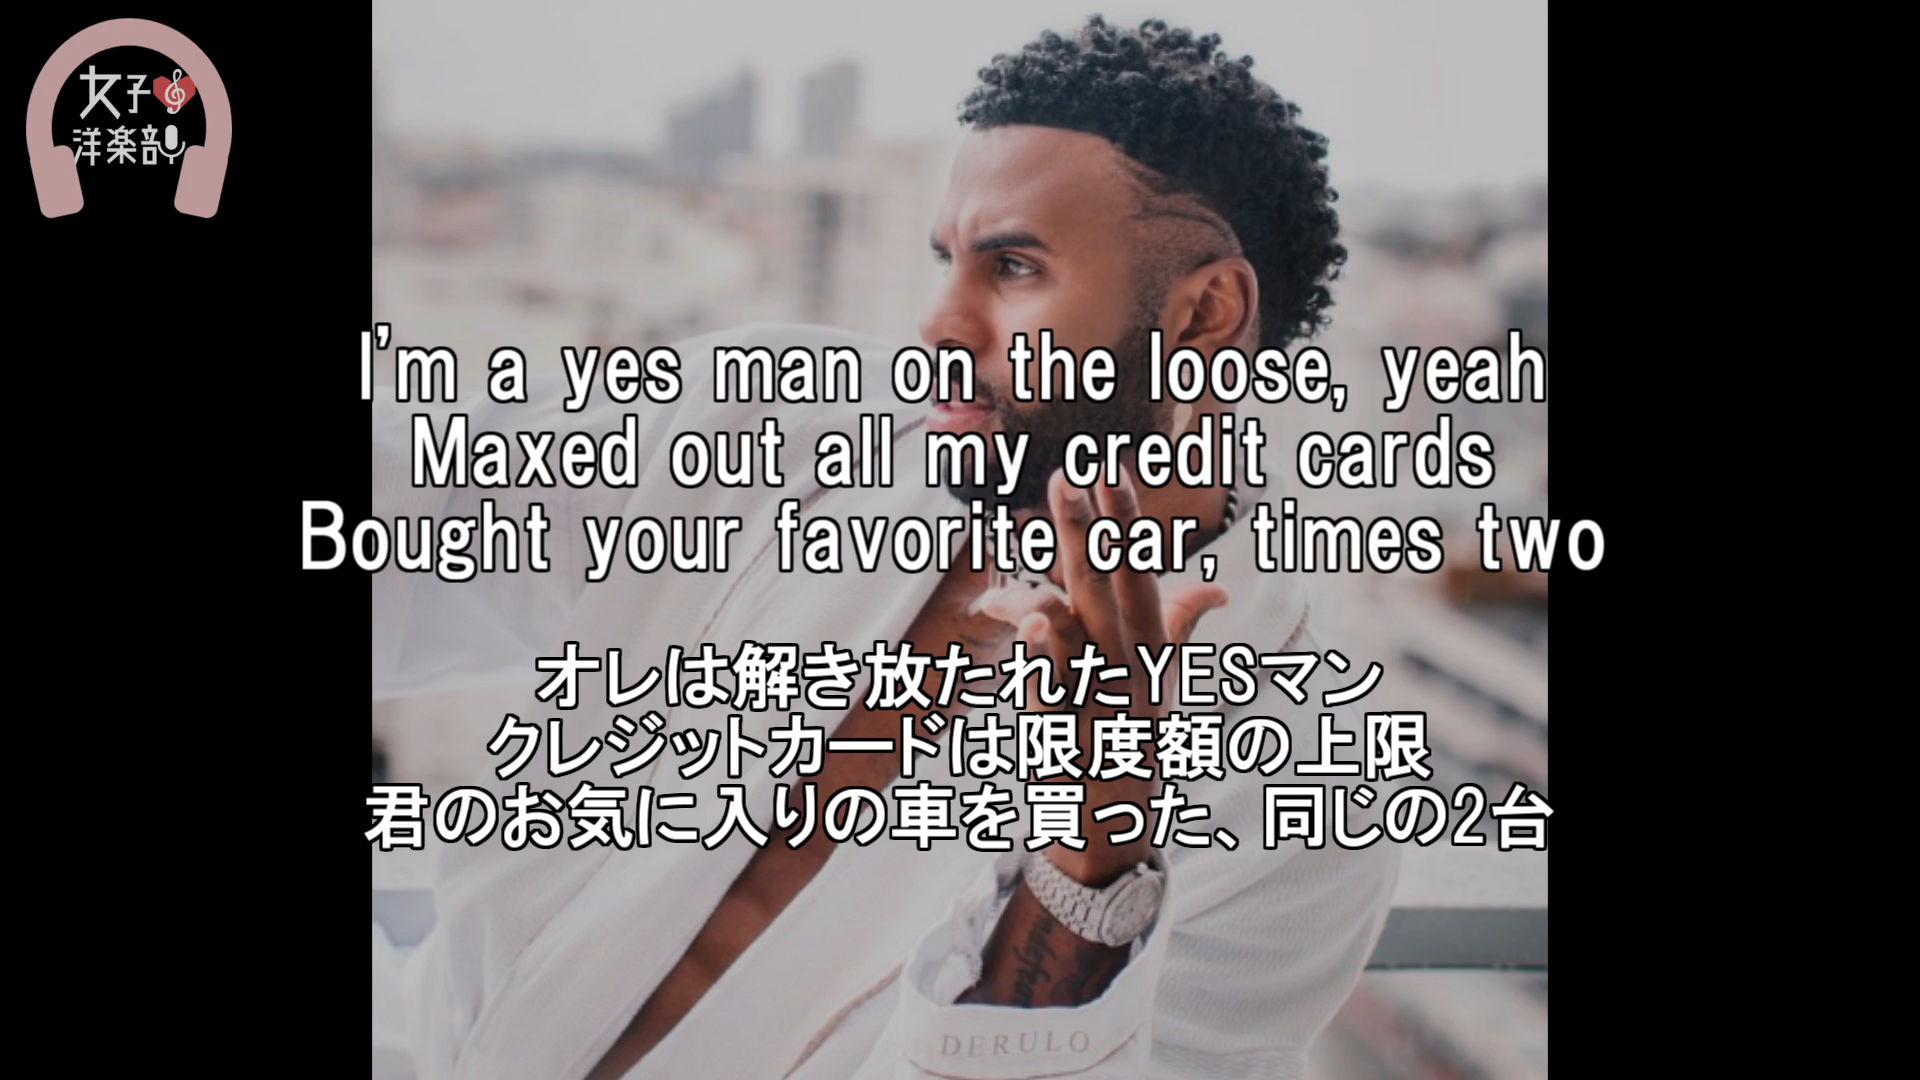 女子
洋楽部
I'm a yes man on the loose, yeah
Maxed out all my credit cards
Bought your favorite car, times two
オレは解き放たれたYESマン
クレジットカードは限度額の上限
君のお気に入りの車を買った、同じの2台
DERULO